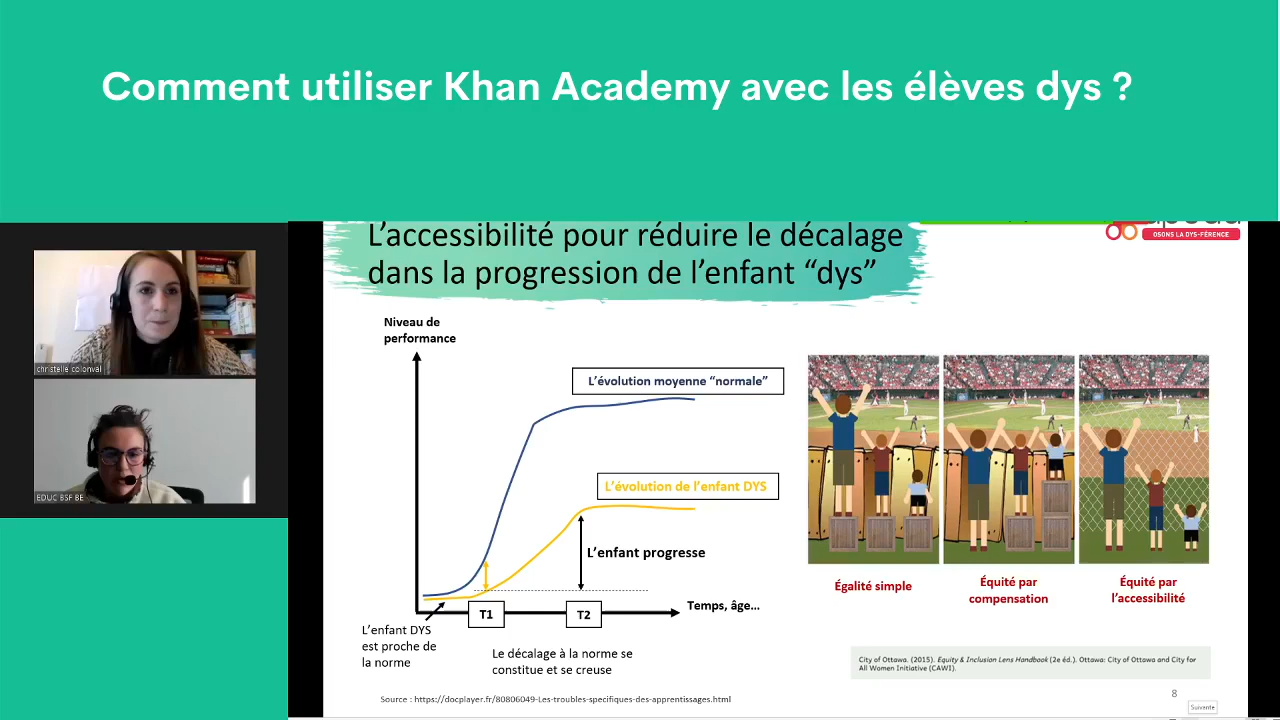 Comment utiliser Khan Academy avec les élèves dys ?
L'accessibilité pour réduire le décalage
dans la progression de l'enfant “dys”
OSONS LA DYS-FÉRENCE
christelle colonval
EDUC BSF BE
Niveau de
performance
L'évolution moyenne “normale”
L'évolution de l'enfant DYS
L'enfant progresse
T1
T2
Temps, âge...
L'enfant DYS
est proche de
la norme
Le décalage à la norme se
constitue et se creuse
Égalité simple
Équité par
compensation
Équité par
l'accessibilité
City of Ottawa. (2015). Equity & Inclusion Lens Handbook (2e éd.). Ottawa: City of Ottawa and City for
All Women Initiative (CAWI).
Source : https://docplayer.fr/80806049-Les-troubles-specifiques-des-apprentissages.html
8
Suivante